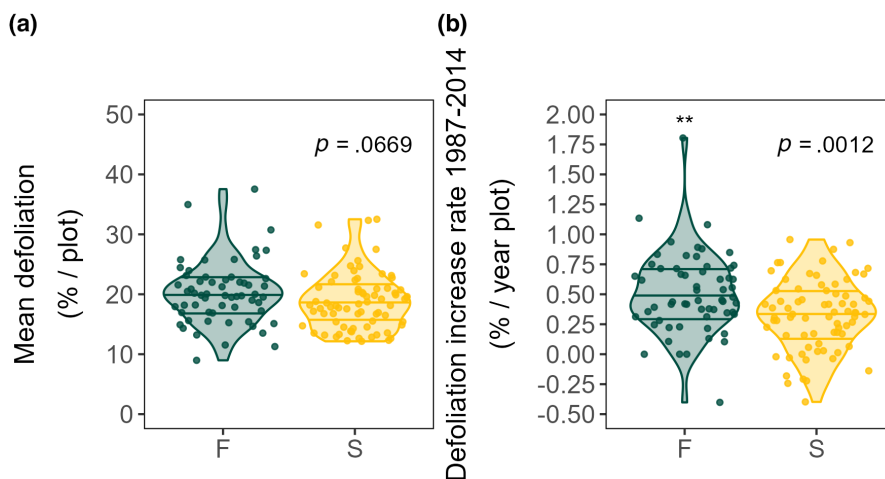 (a)
Mean defoliation
(% / plot)
50
40
30
20
10
0
p = .0669
F
S
(b)
Defoliation increase rate 1987-2014
(% / year plot)
2.00
1.75
1.50
1.25
1.00
0.75
0.50
0.25
0.00
-0.25
-0.50
**
p = .0012
F
S